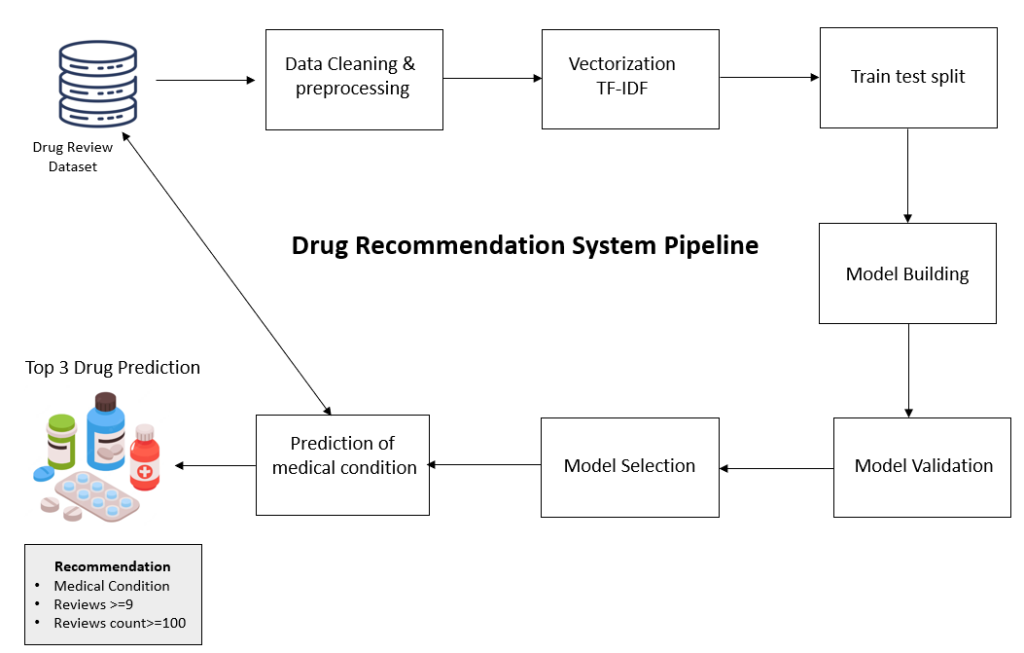 Drug Review
Dataset
Data Cleaning &
preprocessing
Vectorization
TF-IDF
Train test split
Drug Recommendation System Pipeline
Model Building
Top 3 Drug Prediction
Prediction of
medical condition
Model Selection
Model Validation
Recommendation
• Medical Condition
• Reviews >=9
• Reviews count>=100